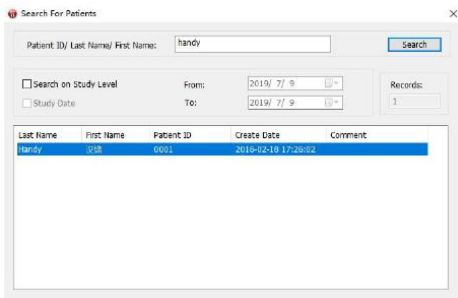 Search For Patients
Patient ID/ Last Name/ First Name: handy Search
Search on Study Level From: 2019/ 7/ 9 Records:
Study Date To: 2019/ 7/ 9 1
Last Name First Name Patient ID Create Date Comment
Handy 汉德 0001 2016-02-18 17:26:02